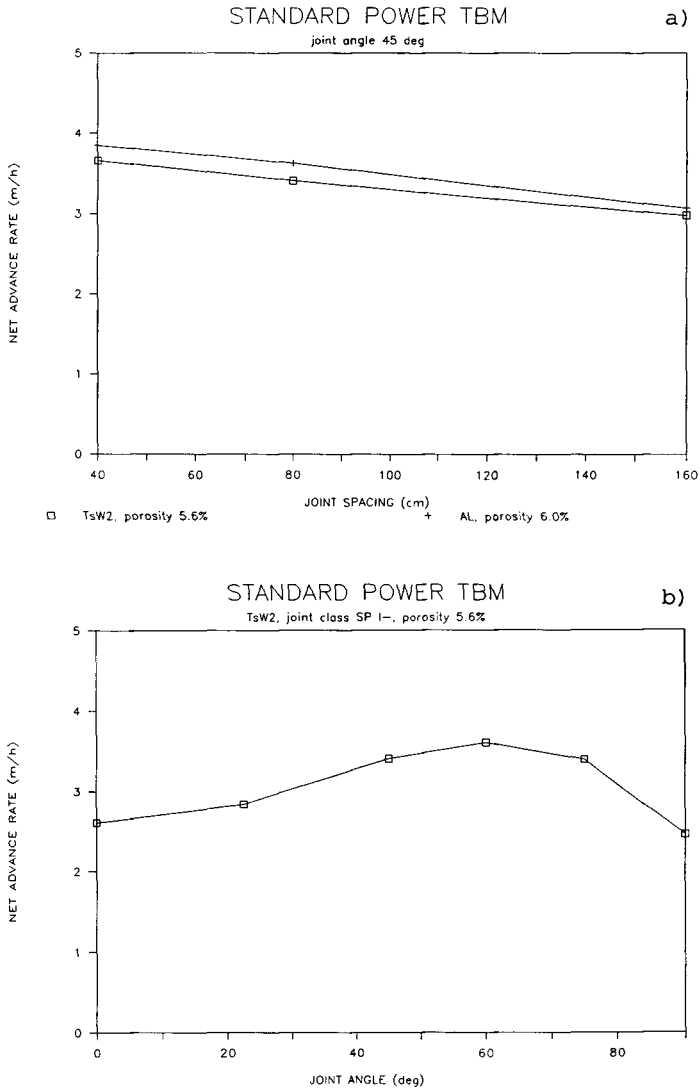 STANDARD POWER TBM
a)
joint angle 45 deg
5
4
3
2
1
0
NET ADVANCE RATE (m/h)
40 60 80 100 120 140 160
JOINT SPACING (cm)
TsW2, porosity 5.6%
AL, porosity 6.0%
STANDARD POWER TBM
b)
TsW2, joint class SP I–, porosity 5.6%
5
4
3
2
1
0
NET ADVANCE RATE (m/h)
0 20 40 60 80
JOINT ANGLE (deg)